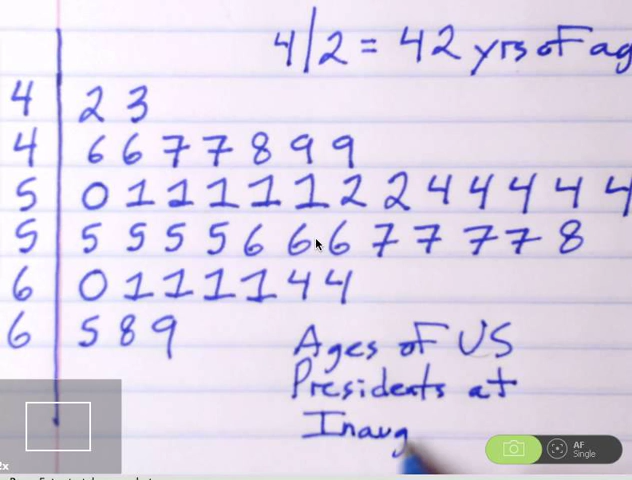 4/2 = 42 yrs of ag
4 | 2 3
4 | 6 6 7 7 8 9 9
5 | 0 1 1 1 1 1 2 2 4 4 4 4 4
5 | 5 5 5 5 6 6 6 7 7 7 7 8
6 | 0 1 1 1 1 4 4
6 | 5 8 9
Ages of US
Presidents at
Inaug
AF
Single